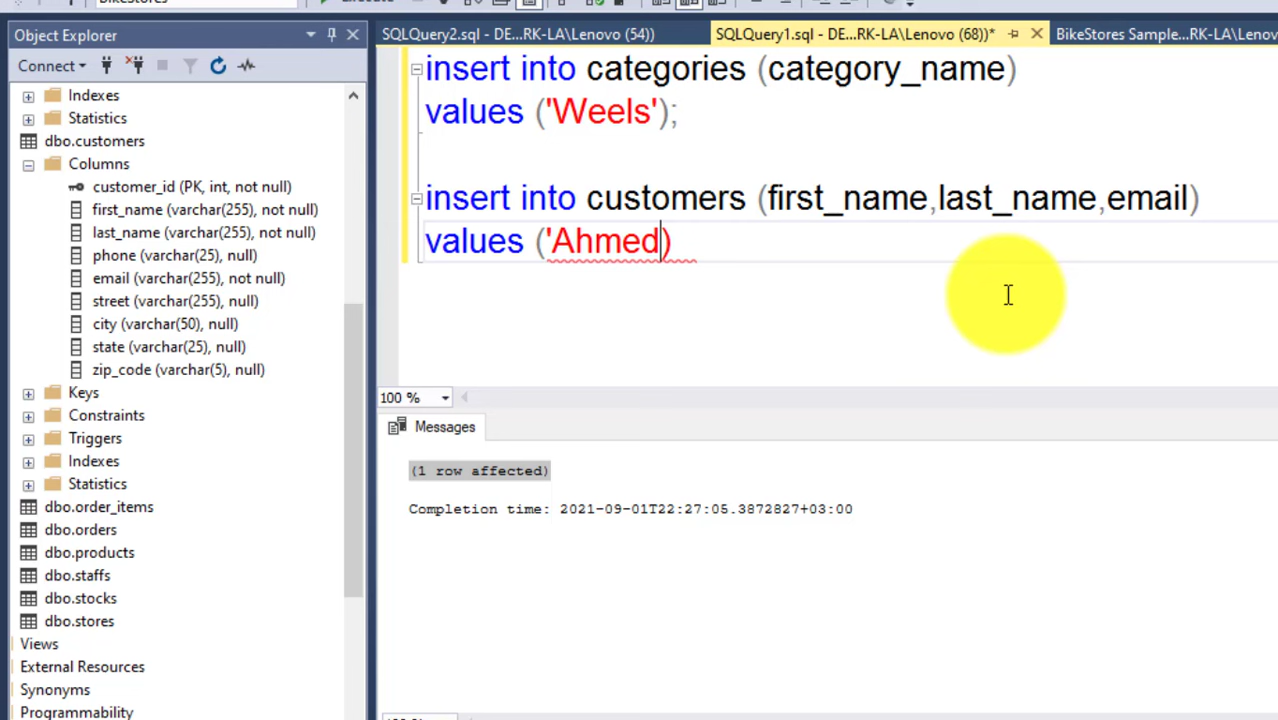 BikeStores
Execute
Object Explorer
SQLQuery2.sql - DE...RK-LA\Lenovo (54))
SQLQuery1.sql - DE...RK-LA\Lenovo (68))*
BikeStores Sample...RK-LA\Lenov
Connect
Indexes
Statistics
dbo.customers
Columns
customer_id (PK, int, not null)
first_name (varchar(255), not null)
last_name (varchar(255), not null)
phone (varchar(25), null)
email (varchar(255), not null)
street (varchar(255), null)
city (varchar(50), null)
state (varchar(25), null)
zip_code (varchar(5), null)
Keys
Constraints
Triggers
Indexes
Statistics
dbo.order_items
dbo.orders
dbo.products
dbo.staffs
dbo.stocks
dbo.stores
Views
External Resources
Synonyms
Programmability
insert into categories (category_name)
values ('Weels');
insert into customers (first_name,last_name,email)
values ('Ahmed)
100 %
Messages
(1 row affected)
Completion time: 2021-09-01T22:27:05.3872827+03:00